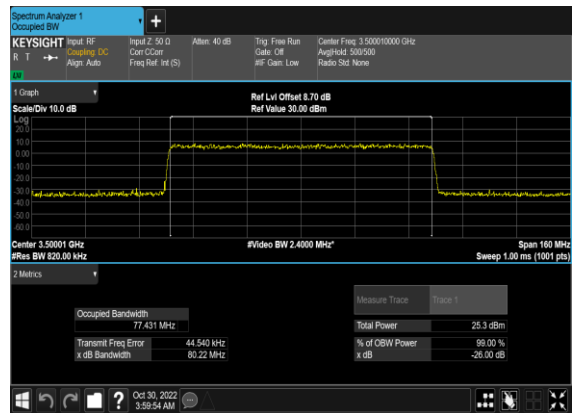 Spectrum Analyzer 1
Occupied BW
+
KEYSIGHT Input: RF Input Z: 50 Ω Atten: 40 dB Trig: Free Run Center Freq: 3.500010000 GHz
R T Coupling: DC Corr CCorr Gate: Off Avg|Hold: 500/500
Align: Auto Freq Ref: Int (S) #IF Gain: Low Radio Std: None
LW
1 Graph Ref Lvl Offset 8.70 dB
Scale/Div 10.0 dB Ref Value 30.00 dBm
Log
20.0
10.0
0.00
-10.0
-20.0
-30.0
-40.0
-50.0
-60.0
Center 3.50001 GHz #Video BW 2.4000 MHz* Span 160 MHz
#Res BW 820.00 kHz Sweep 1.00 ms (1001 pts)
2 Metrics
Measure Trace Trace 1
Occupied Bandwidth
77.431 MHz Total Power 25.3 dBm
Transmit Freq Error 44.540 kHz % of OBW Power 99.00 %
x dB Bandwidth 80.22 MHz x dB -26.00 dB
? Oct 30, 2022
3:59:54 AM